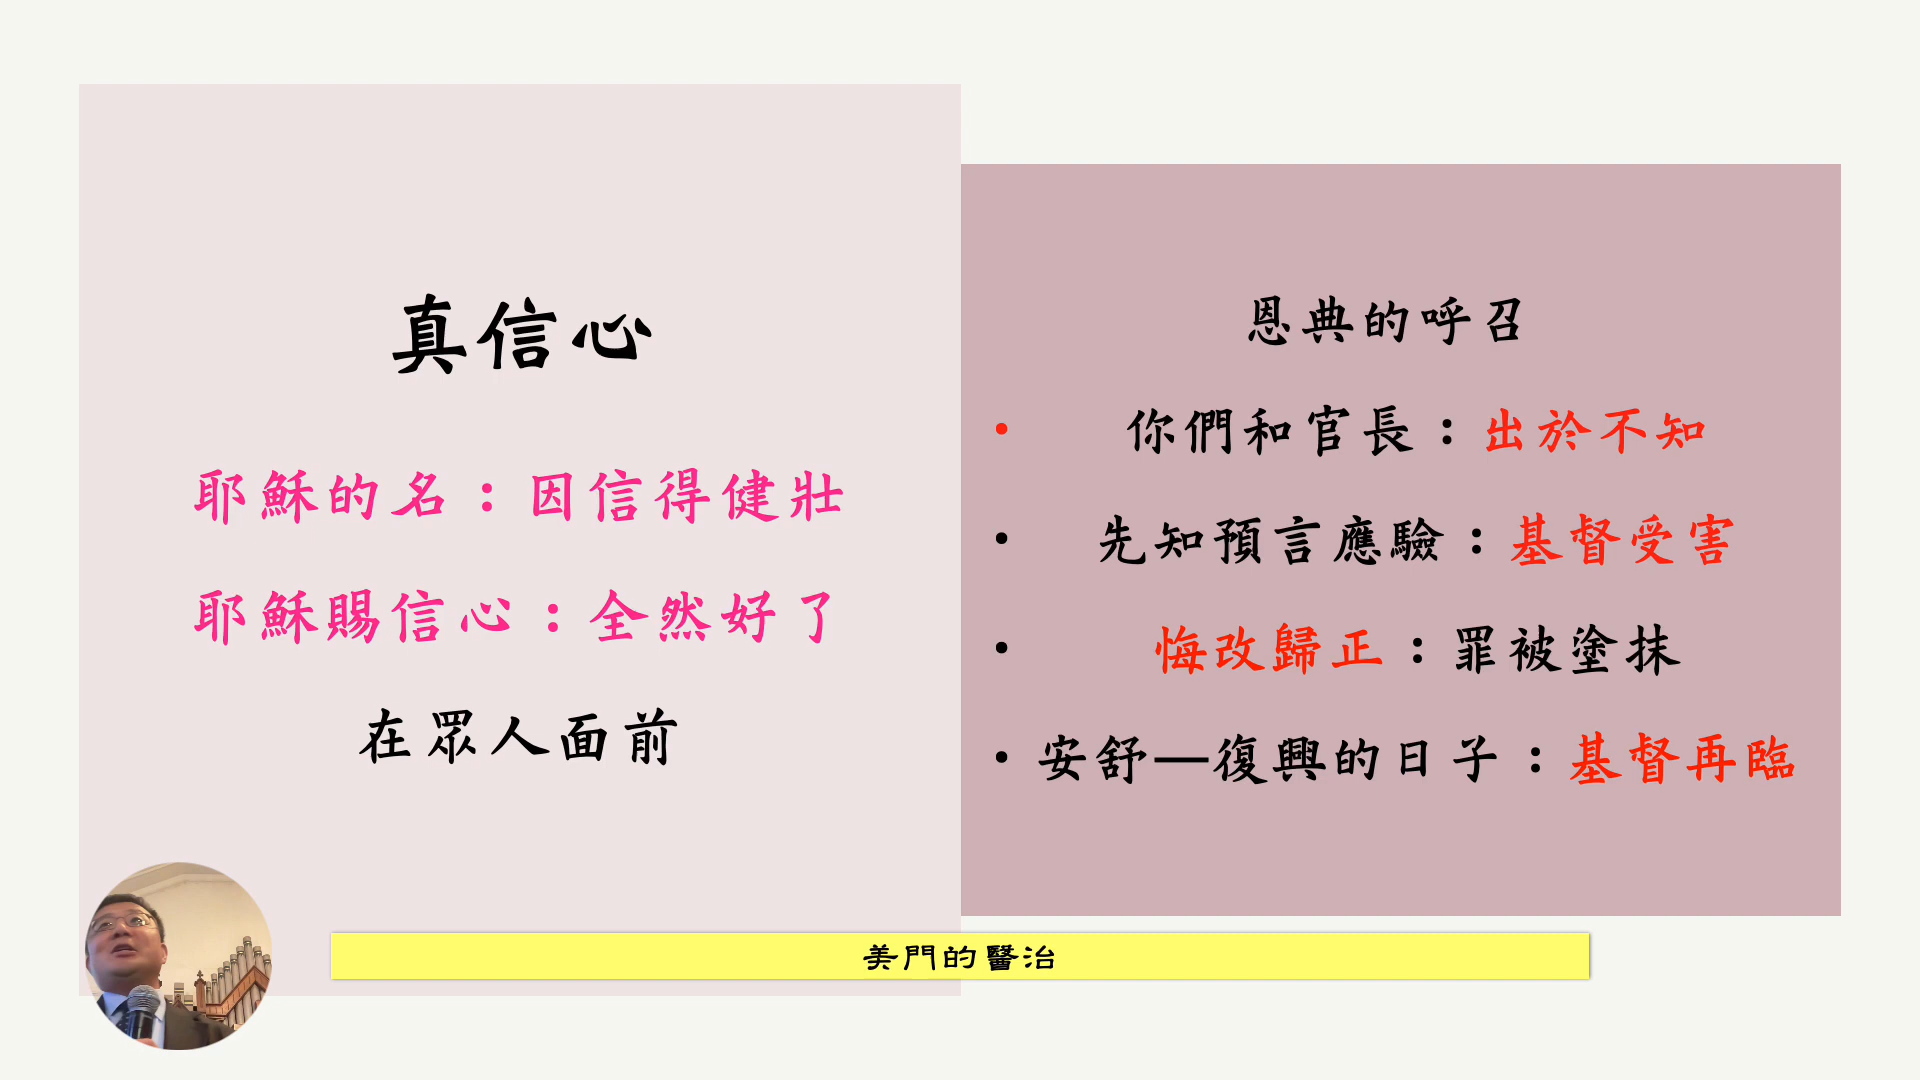 真信心
耶穌的名：因信得健壯
耶穌賜信心：全然好了
在眾人面前
恩典的呼召
• 你們和官長：出於不知
• 先知預言應驗：基督受害
• 悔改歸正：罪被塗抹
• 安舒—復興的日子：基督再臨
美門的醫治